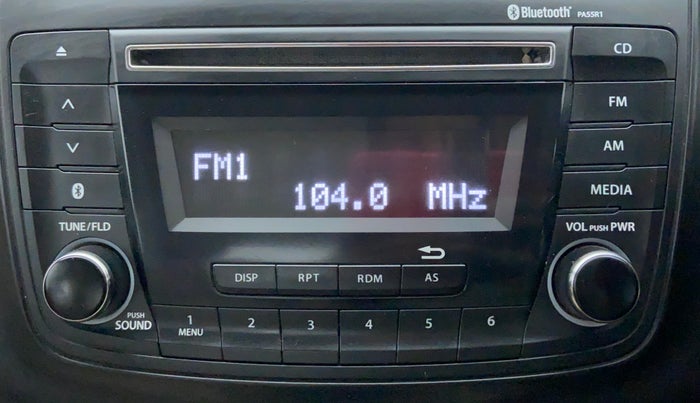 Bluetooth PA55R1
CD
FM
AM
MEDIA
FM1
104.0 MHz
TUNE/FLD
VOL PUSH PWR
DISP RPT RDM AS
PUSH
SOUND
1 2 3 4 5 6
MENU